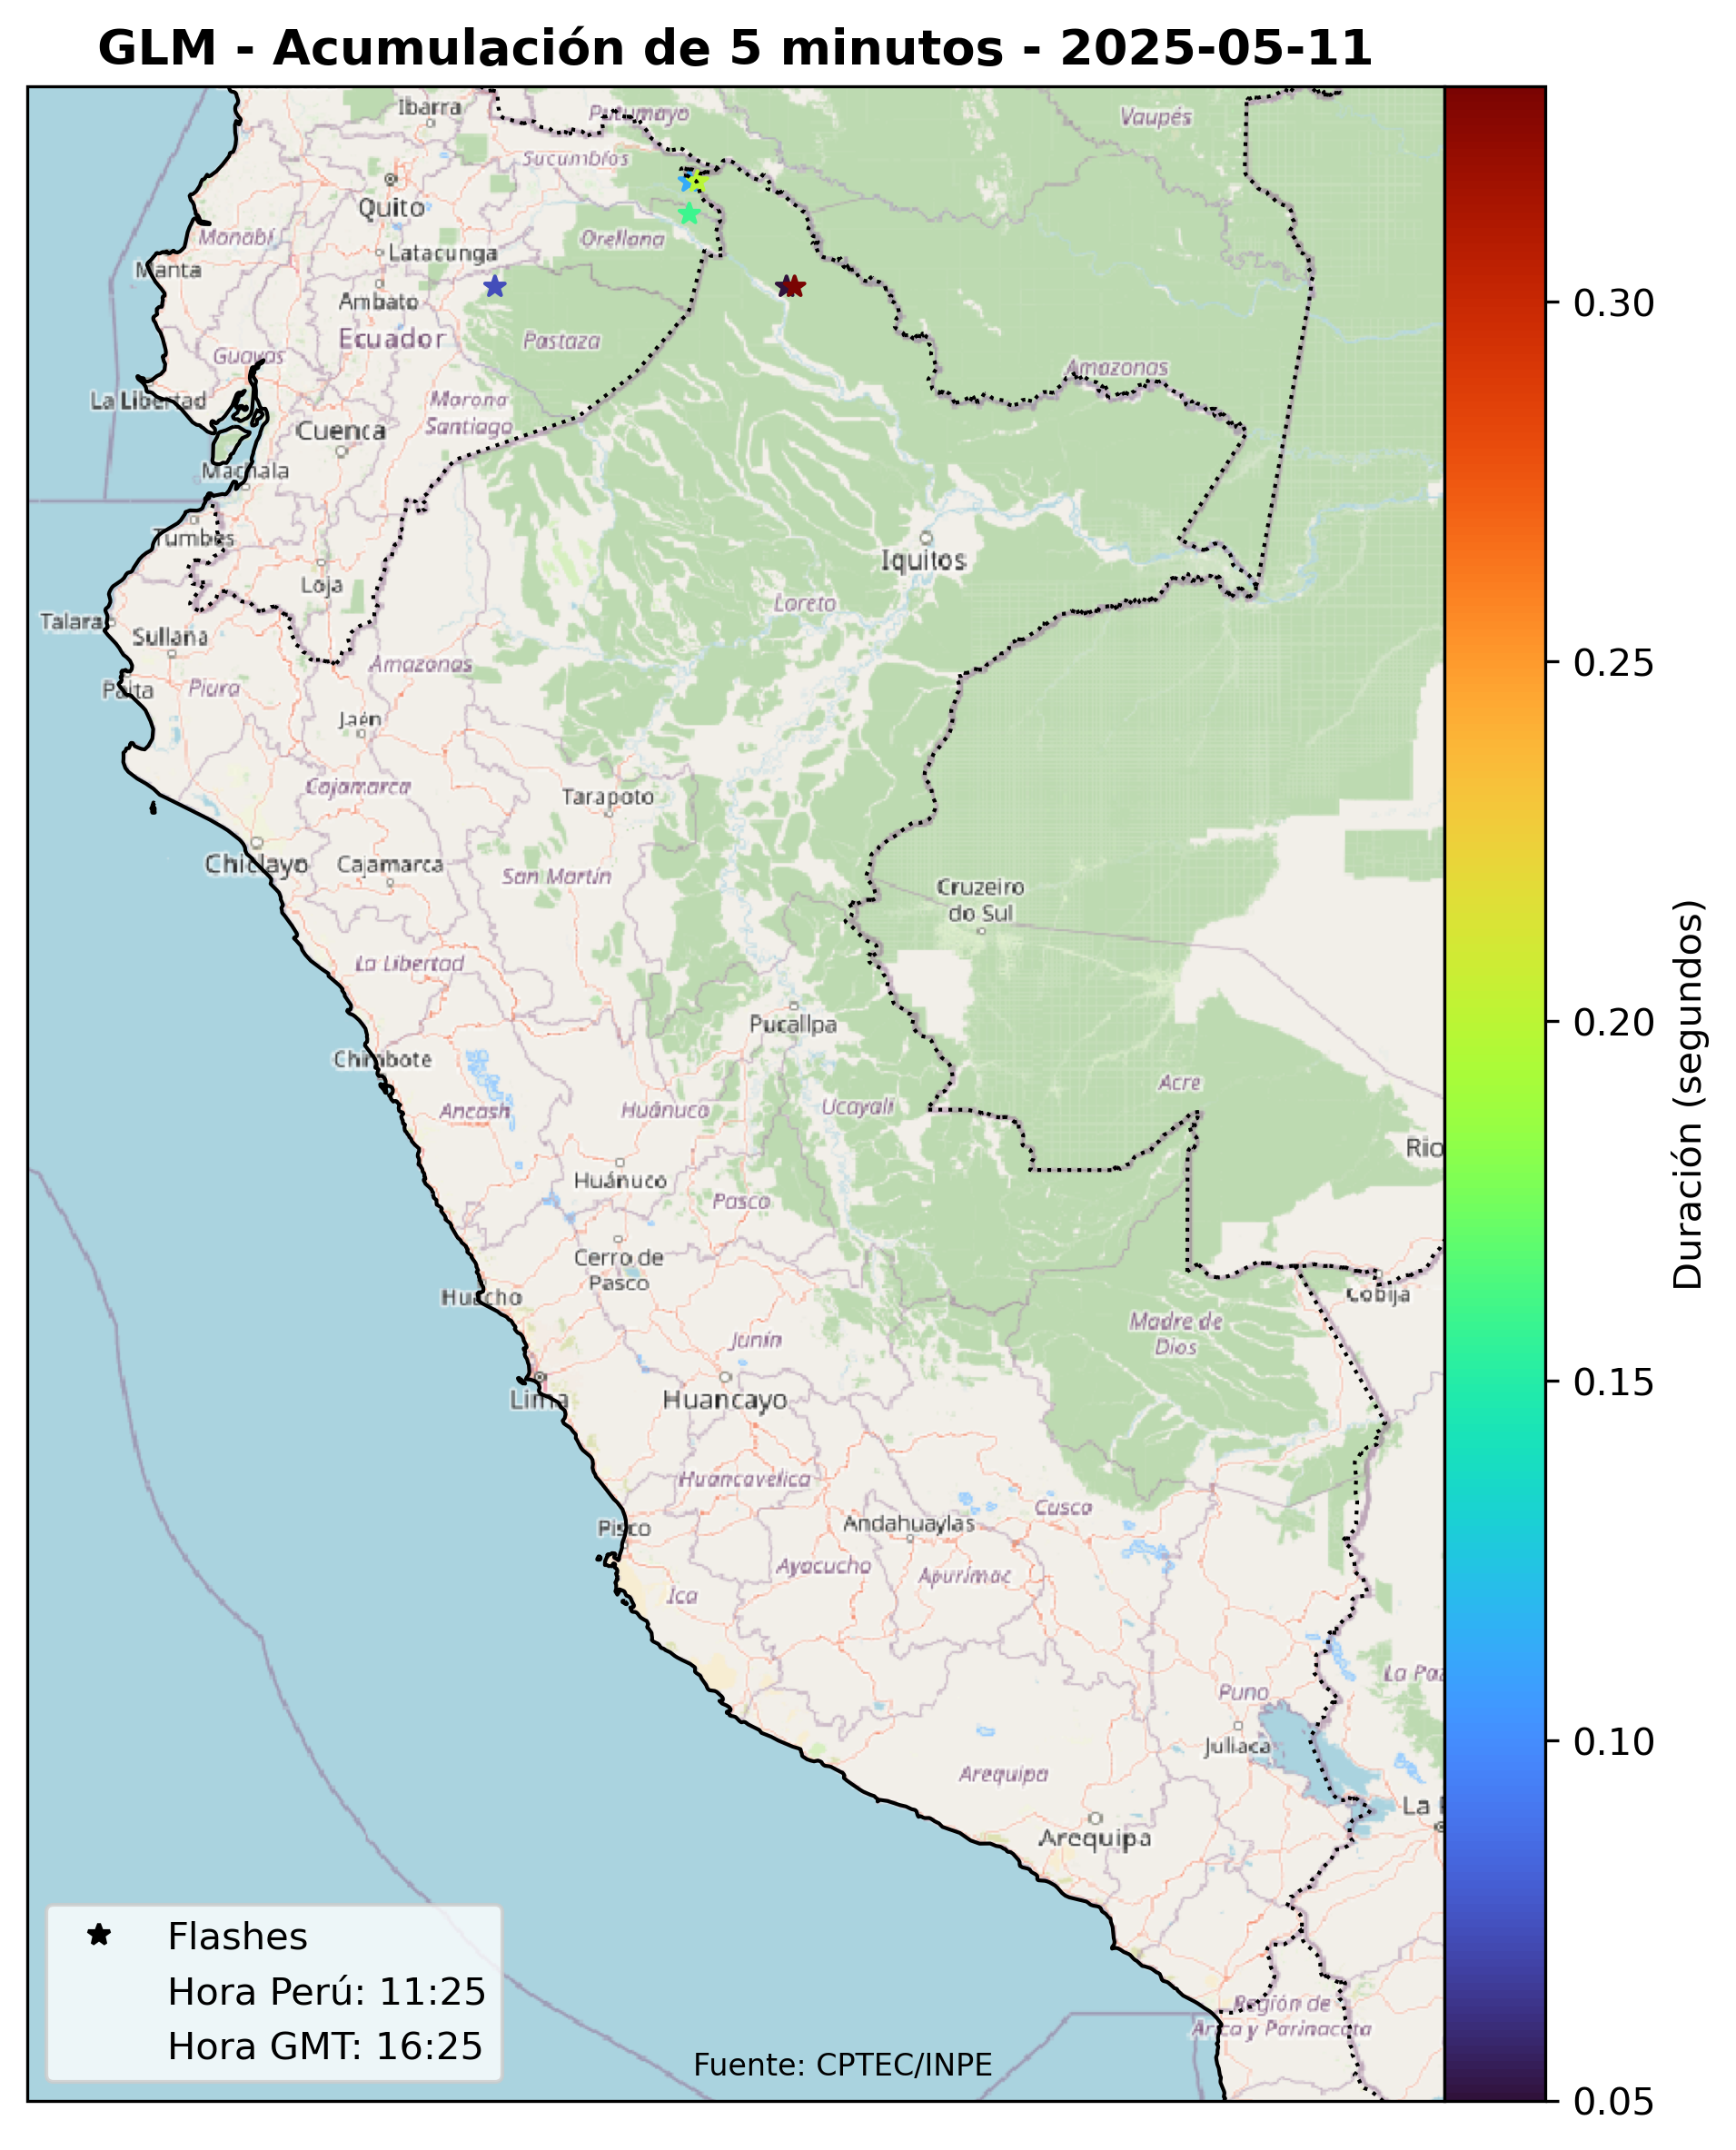 GLM - Acumulación de 5 minutos - 2025-05-11
Ibarra
Putumayo
Vaupés
Sucumbíos
Quito
Manabí
Orellana
Latacunga
Manta
Ambato
Ecuador
Pastaza
Guayas
Amazonas
La Libertad
Morona
Santiago
Cuenca
Machala
Tumbes
Iquitos
Loja
Loreto
Talara
Sullana
Amazonas
Paita
Piura
Jaén
Cajamarca
Tarapoto
Chiclayo
Cajamarca
San Martín
Cruzeiro
do Sul
La Libertad
Pucallpa
Chimbote
Ancash
Huánuco
Ucayali
Acre
Rio
Huánuco
Pasco
Cerro de
Pasco
Huacho
Cobija
Madre de
Dios
Junín
Lima
Huancayo
Huancavelica
Cusco
Pisco
Andahuaylas
Ayacucho
Apurímac
Ica
La Paz
Puno
Juliaca
Arequipa
La
Arequipa
Región de
Arica y Parinacota
Flashes
Hora Perú: 11:25
Hora GMT: 16:25
Fuente: CPTEC/INPE
0.30
0.25
0.20
0.15
0.10
0.05
Duración (segundos)